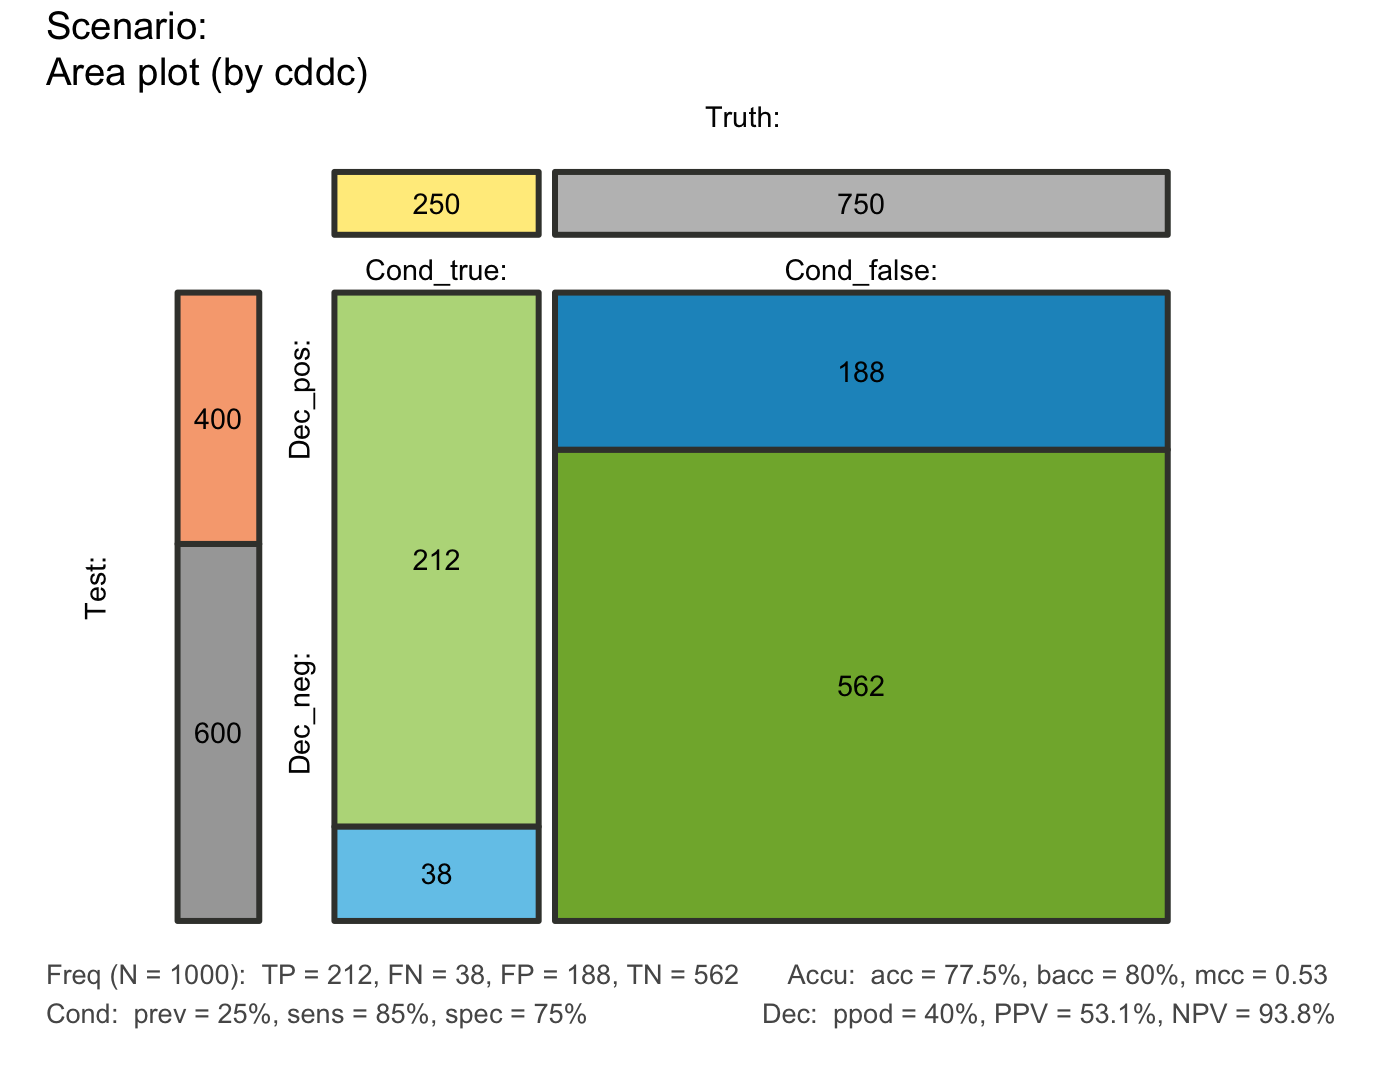 Scenario:
Area plot (by cddc)
Truth:
250
750
Cond_true:
Cond_false:
Test:
400
600
Dec_pos:
Dec_neg:
212
38
188
562
Freq (N = 1000):  TP = 212, FN = 38, FP = 188, TN = 562
Accu:  acc = 77.5%, bacc = 80%, mcc = 0.53
Cond:  prev = 25%, sens = 85%, spec = 75%
Dec:  ppod = 40%, PPV = 53.1%, NPV = 93.8%